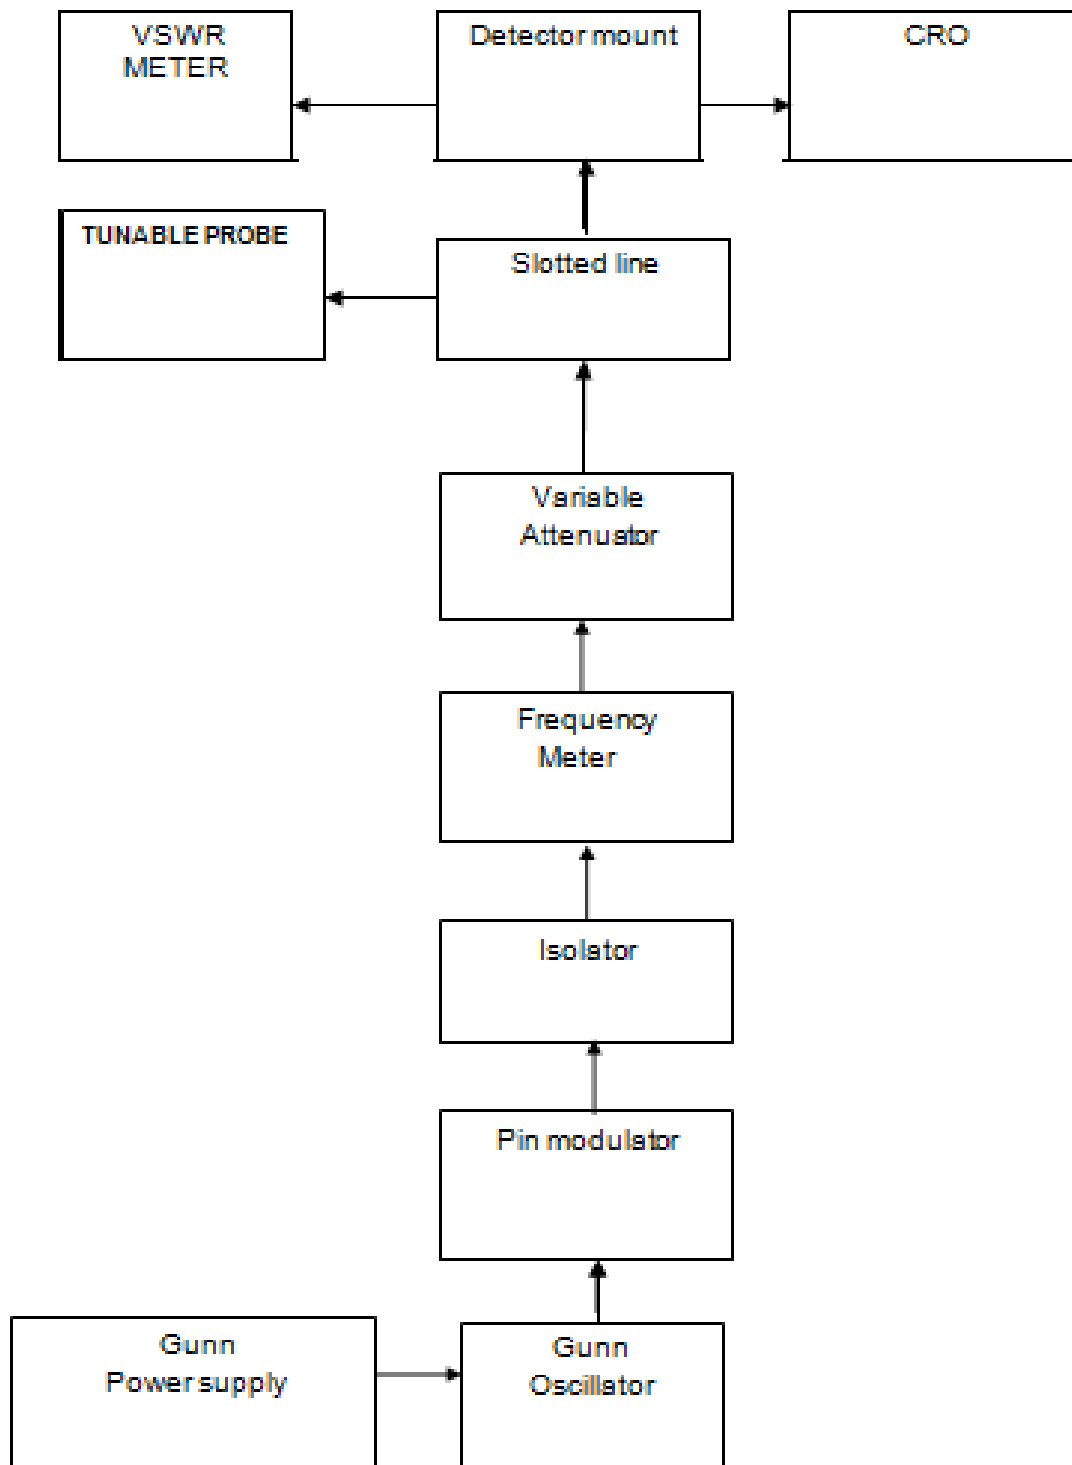 VSWR
METER
Detector mount
CRO
TUNABLE PROBE
Slotted line
Variable
Attenuator
Frequency
Meter
Isolator
Pin modulator
Gunn
Power supply
Gunn
Oscillator